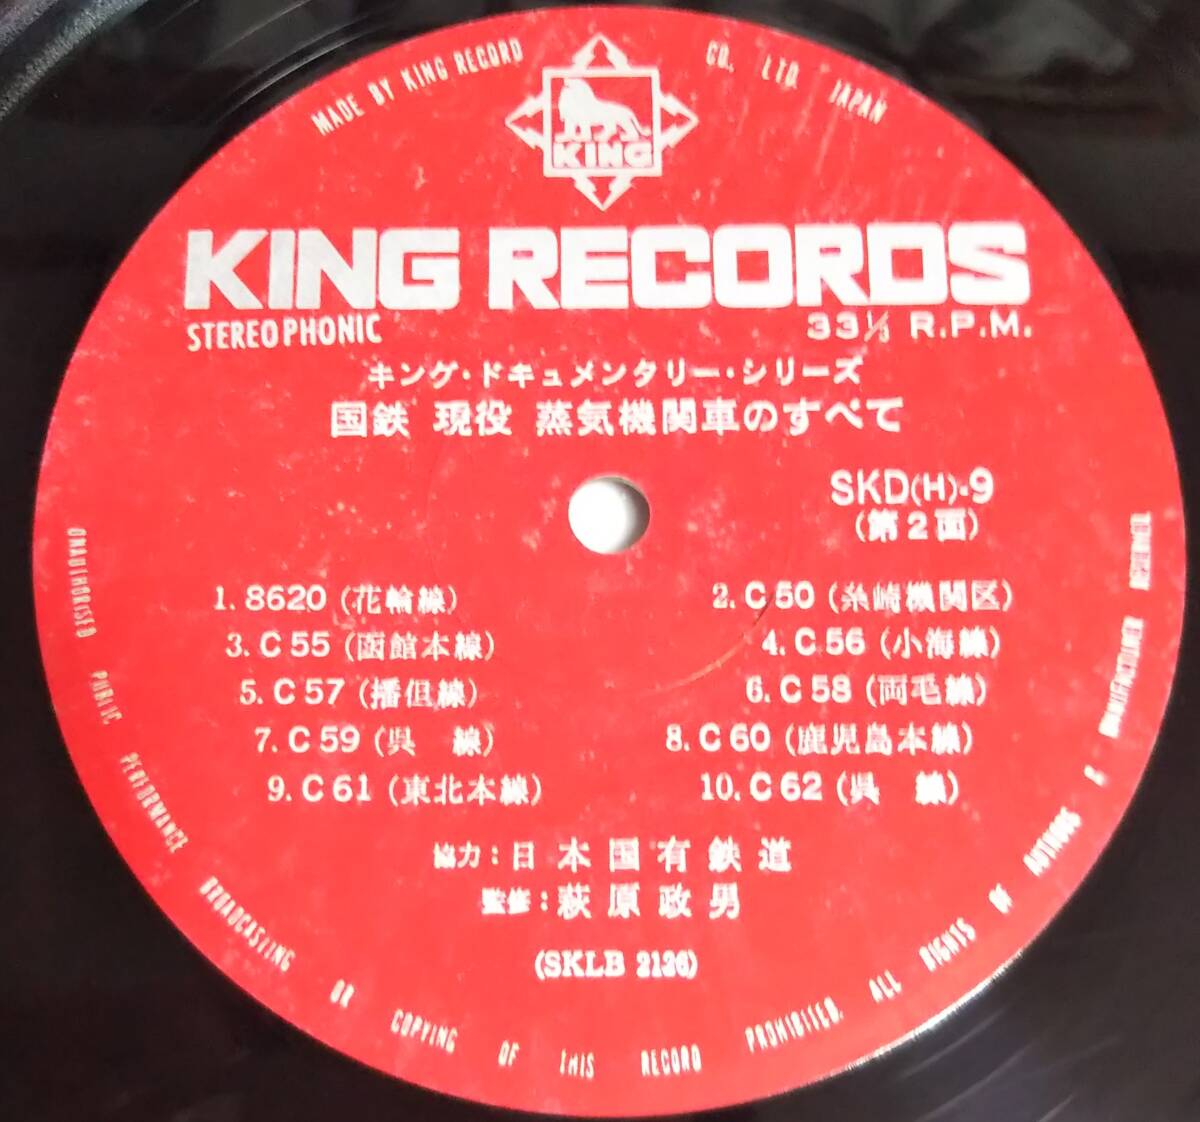 MADE BY KING RECORD CO. LTD. JAPAN
KING
KING RECORDS
STEREOPHONIC
33⅓ R.P.M.
キング・ドキュメンタリー・シリーズ
国鉄 現役 蒸気機関車のすべて
SKD(H)-9
(第2面)
1. 8620 (花輪線)
2. C 50 (糸崎機関区)
3. C 55 (函館本線)
4. C 56 (小海線)
5. C 57 (播但線)
6. C 58 (両毛線)
7. C 59 (呉 線)
8. C 60 (鹿児島本線)
9. C 61 (東北本線)
10. C 62 (呉 線)
協力:日本国有鉄道
監修:萩原政男
(SKLB 2126)
ALL RIGHTS OF AUTHORS & MANUFACTURER RESERVED. UNAUTHORISED PUBLIC PERFORMANCE BROADCASTING OR COPYING OF THIS RECORD PROHIBITED.